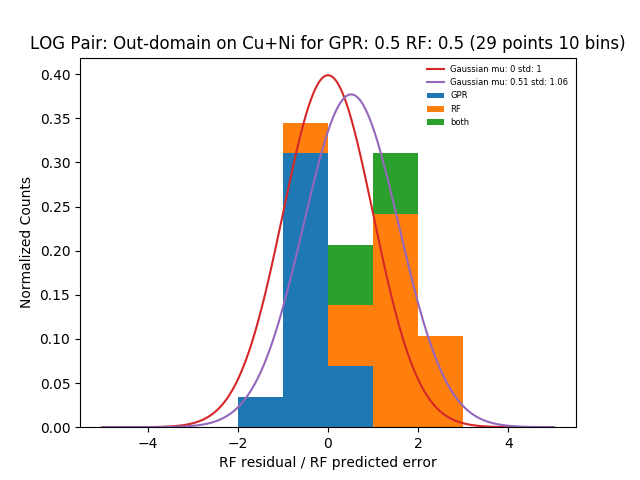 LOG Pair: Out-domain on Cu+Ni for GPR: 0.5 RF: 0.5 (29 points 10 bins)
Gaussian mu: 0 std: 1
Gaussian mu: 0.51 std: 1.06
GPR
RF
both
Normalized Counts
0.40
0.35
0.30
0.25
0.20
0.15
0.10
0.05
0.00
−4 −2 0 2 4
RF residual / RF predicted error